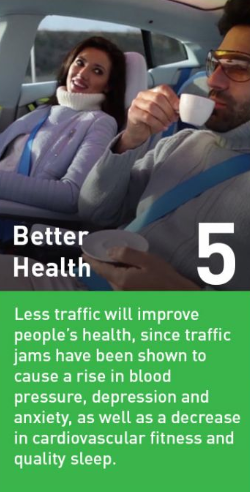 Better
Health
5
Less traffic will improve
people's health, since traffic
jams have been shown to
cause a rise in blood
pressure, depression and
anxiety, as well as a decrease
in cardiovascular fitness and
quality sleep.